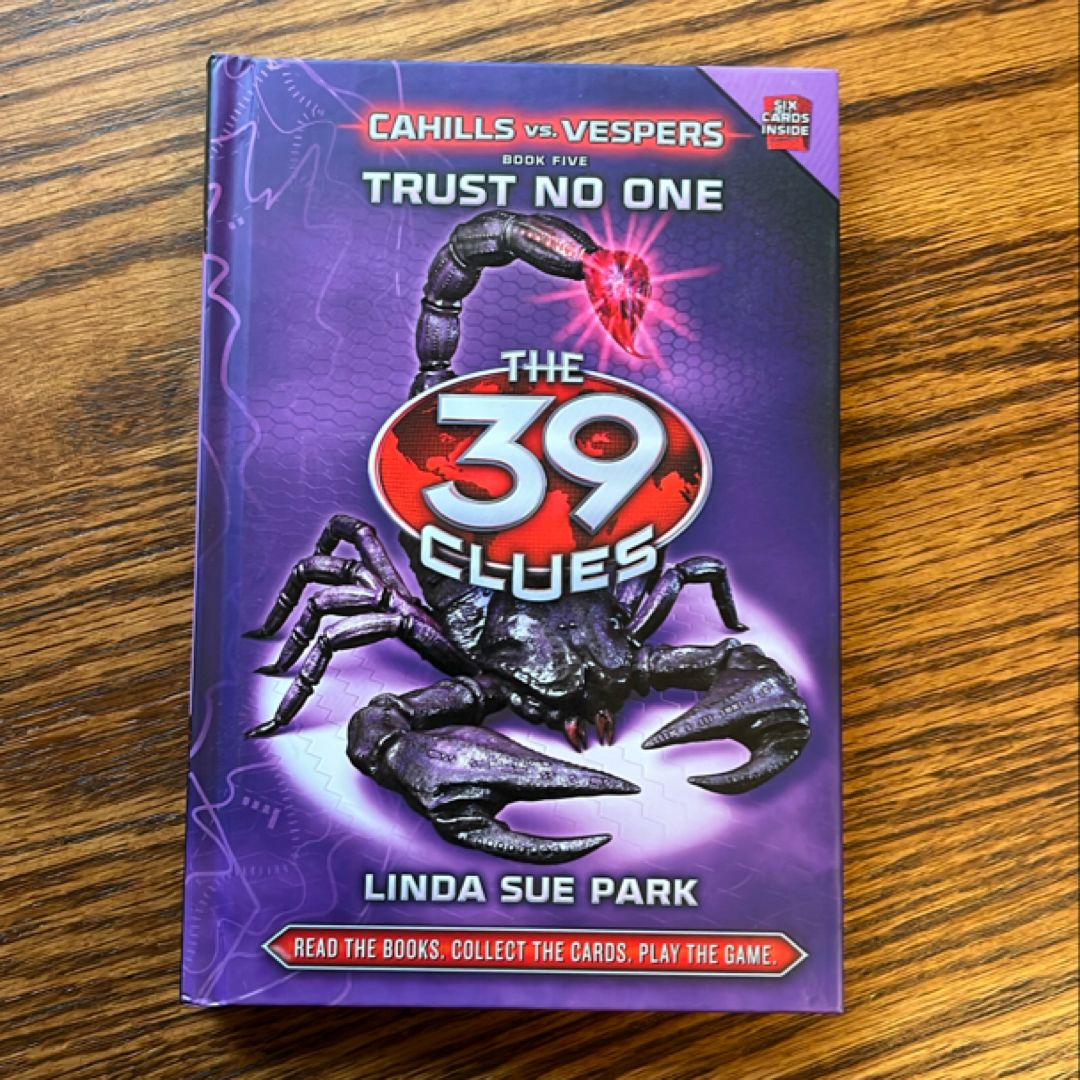 SIX
CARDS
INSIDE
CAHILLS vs. VESPERS
BOOK FIVE
TRUST NO ONE
THE
39
CLUES
LINDA SUE PARK
READ THE BOOKS. COLLECT THE CARDS. PLAY THE GAME.